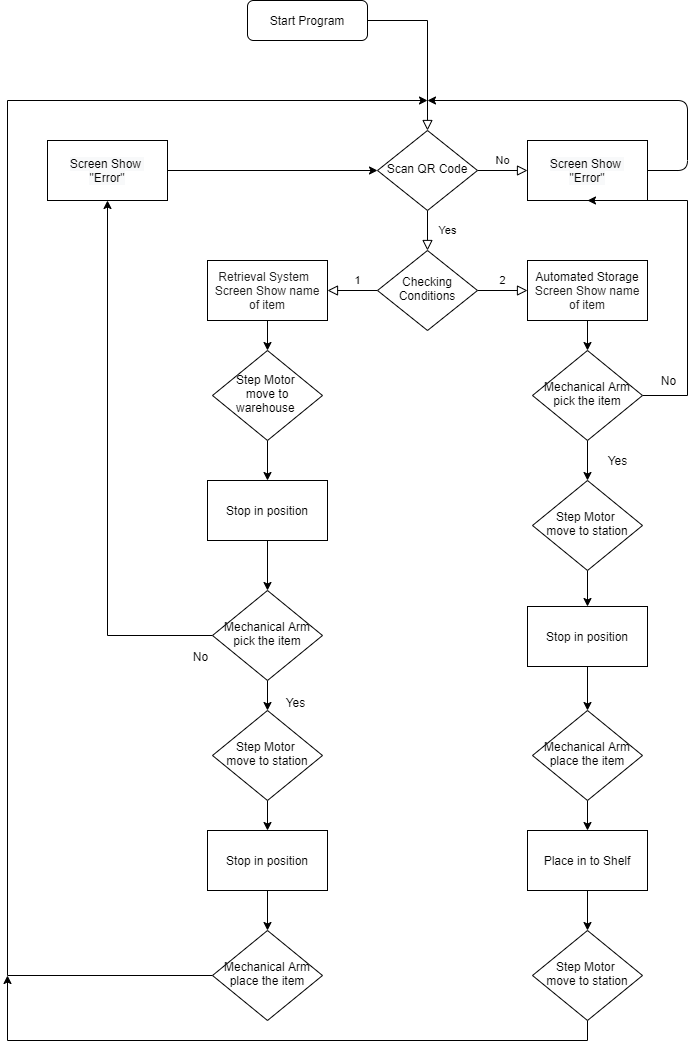 Start Program
Screen Show
"Error"
Scan QR Code
No
Screen Show
"Error"
Yes
Retrieval System
Screen Show name
of item
1
Checking
Conditions
2
Automated Storage
Screen Show name
of item
Step Motor
move to
warehouse
Mechanical Arm
pick the item
No
Yes
Stop in position
Step Motor
move to station
Mechanical Arm
pick the item
No
Stop in position
Yes
Step Motor
move to station
Mechanical Arm
place the item
Stop in position
Place in to Shelf
Mechanical Arm
place the item
Step Motor
move to station